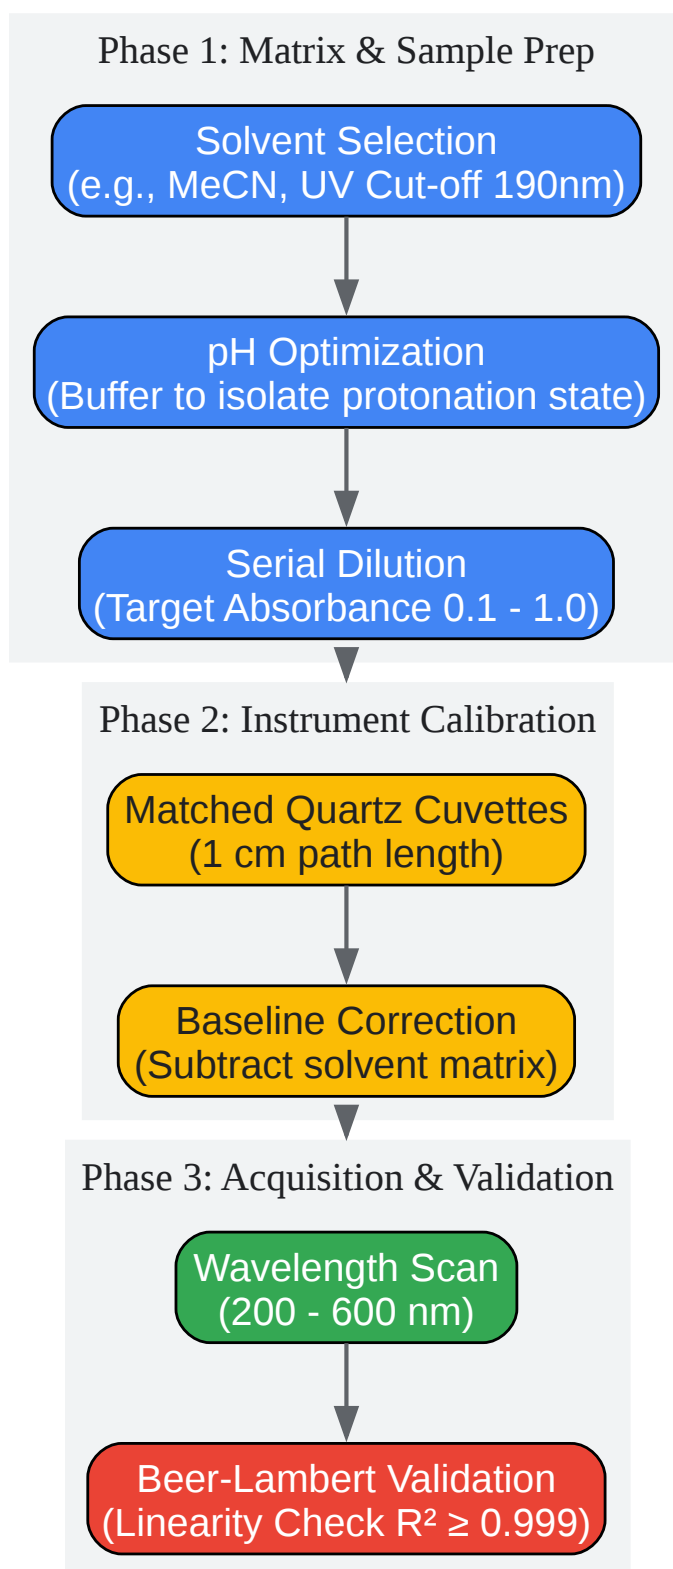 Phase 1: Matrix & Sample Prep
Solvent Selection
(e.g., MeCN, UV Cut-off 190nm)
pH Optimization
(Buffer to isolate protonation state)
Serial Dilution
(Target Absorbance 0.1 - 1.0)
Phase 2: Instrument Calibration
Matched Quartz Cuvettes
(1 cm path length)
Baseline Correction
(Subtract solvent matrix)
Phase 3: Acquisition & Validation
Wavelength Scan
(200 - 600 nm)
Beer-Lambert Validation
(Linearity Check R² ≥ 0.999)